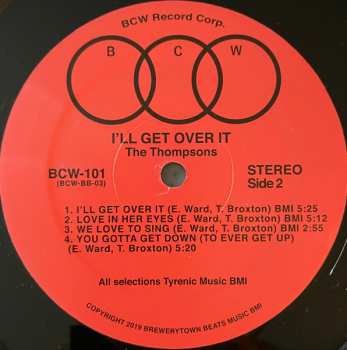 BCW Record Corp.
B C W
I'LL GET OVER IT
The Thompsons
BCW-101
(BCW-BB-03)
STEREO
Side 2
1. I'LL GET OVER IT (E. Ward, T. Broxton) BMI 5:25
2. LOVE IN HER EYES (E. Ward, T. Broxton) BMI 5:12
3. WE LOVE TO SING (E. Ward, T. Broxton) BMI 2:55
4. YOU GOTTA GET DOWN (TO EVER GET UP)
(E. Ward, T. Broxton) 5:20
All selections Tyrenic Music BMI
COPYRIGHT 2019 BREWERYTOWN BEATS MUSIC BMI